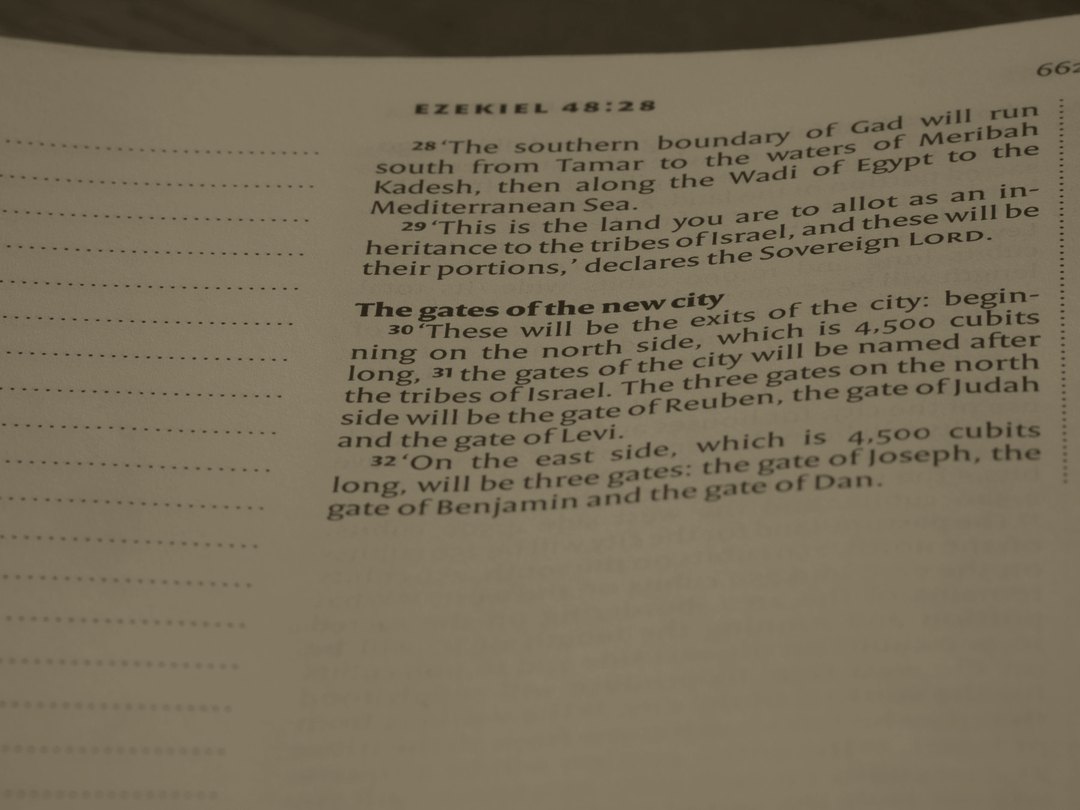 662
EZEKIEL 48:28
28 ‘The southern boundary of Gad will run
south from Tamar to the waters of Meribah
Kadesh, then along the Wadi of Egypt to the
Mediterranean Sea.
29 ‘This is the land you are to allot as an in-
heritance to the tribes of Israel, and these will be
their portions,’ declares the Sovereign LORD.
The gates of the new city
30 ‘These will be the exits of the city: begin-
ning on the north side, which is 4,500 cubits
long, 31 the gates of the city will be named after
the tribes of Israel. The three gates on the north
side will be the gate of Reuben, the gate of Judah
and the gate of Levi.
32 ‘On the east side, which is 4,500 cubits
long, will be three gates: the gate of Joseph, the
gate of Benjamin and the gate of Dan.